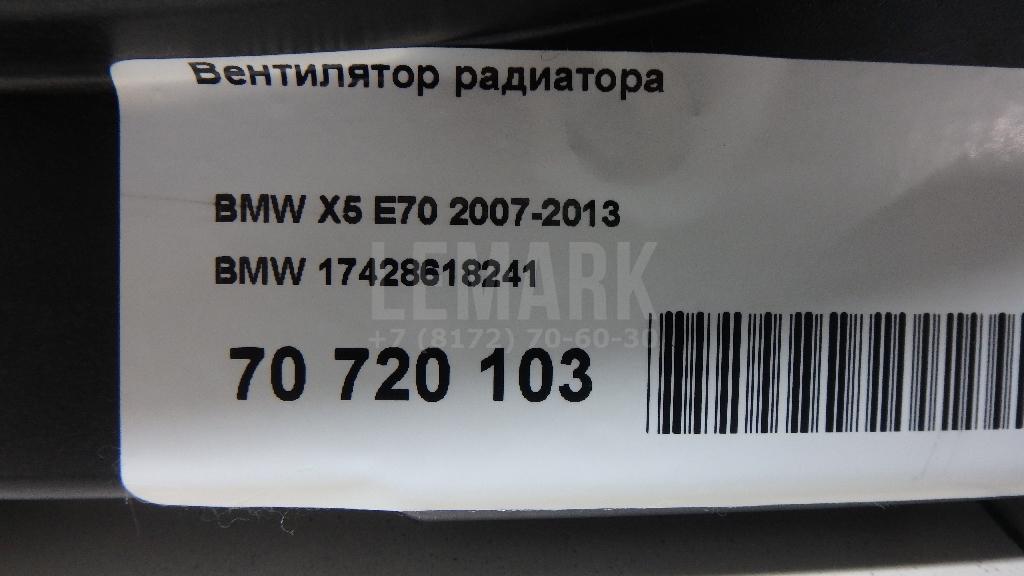 Вентилятор радиатора
BMW X5 E70 2007-2013
BMW 17428618241
LEMARK
+7 (8172) 70-60-30
70 720 103